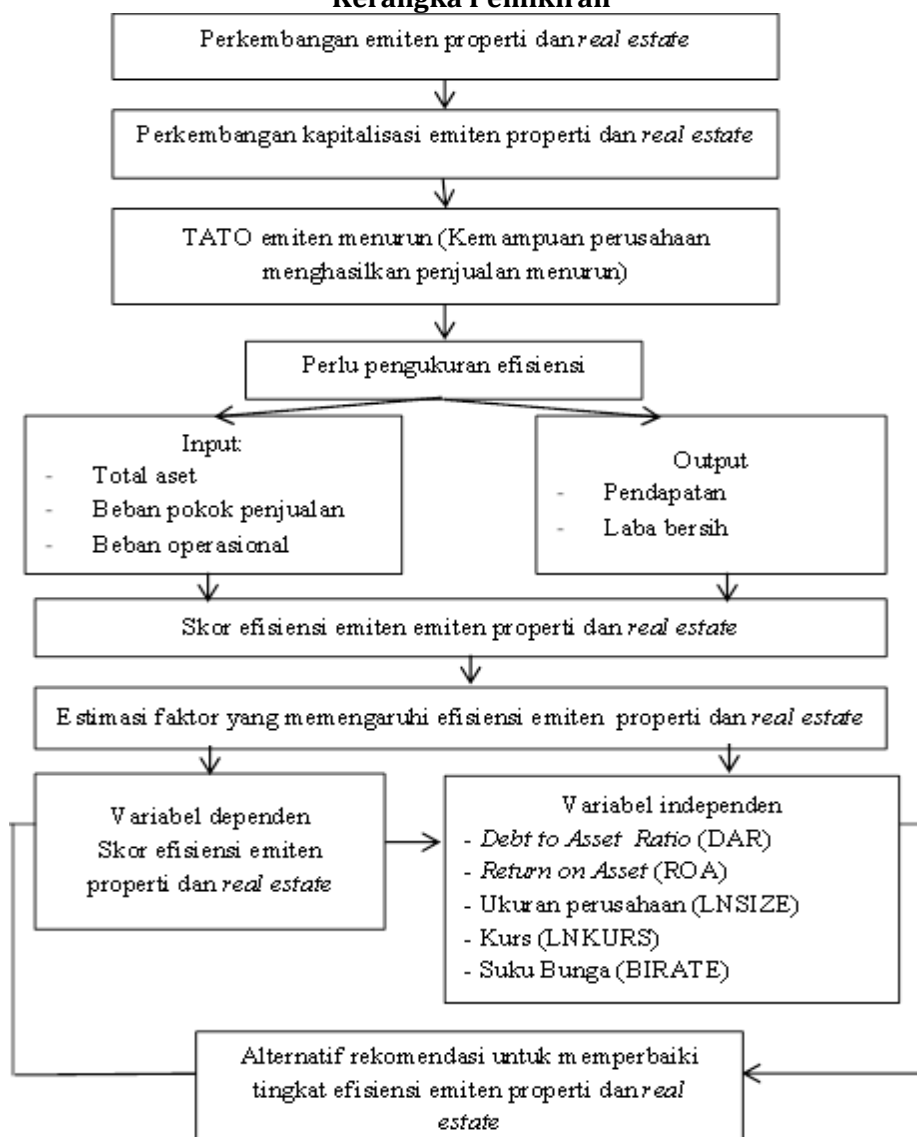 Kerangka Pemikiran
Perkembangan emiten properti dan real estate
Perkembangan kapitalisasi emiten properti dan real estate
TATO emiten menurun (Kemampuan perusahaan
menghasilkan penjualan menurun)
Perlu pengukuran efisiensi
Input:
- Total aset
- Beban pokok penjualan
- Beban operasional
Output
- Pendapatan
- Laba bersih
Skor efisiensi emiten emiten properti dan real estate
Estimasi faktor yang memengaruhi efisiensi emiten properti dan real estate
Variabel dependen
Skor efisiensi emiten
properti dan real estate
Variabel independen
- Debt to Asset Ratio (DAR)
- Return on Asset (ROA)
- Ukuran perusahaan (LNSIZE)
- Kurs (LNKURS)
- Suku Bunga (BIRATE)
Alternatif rekomendasi untuk memperbaiki
tingkat efisiensi emiten properti dan real
estate